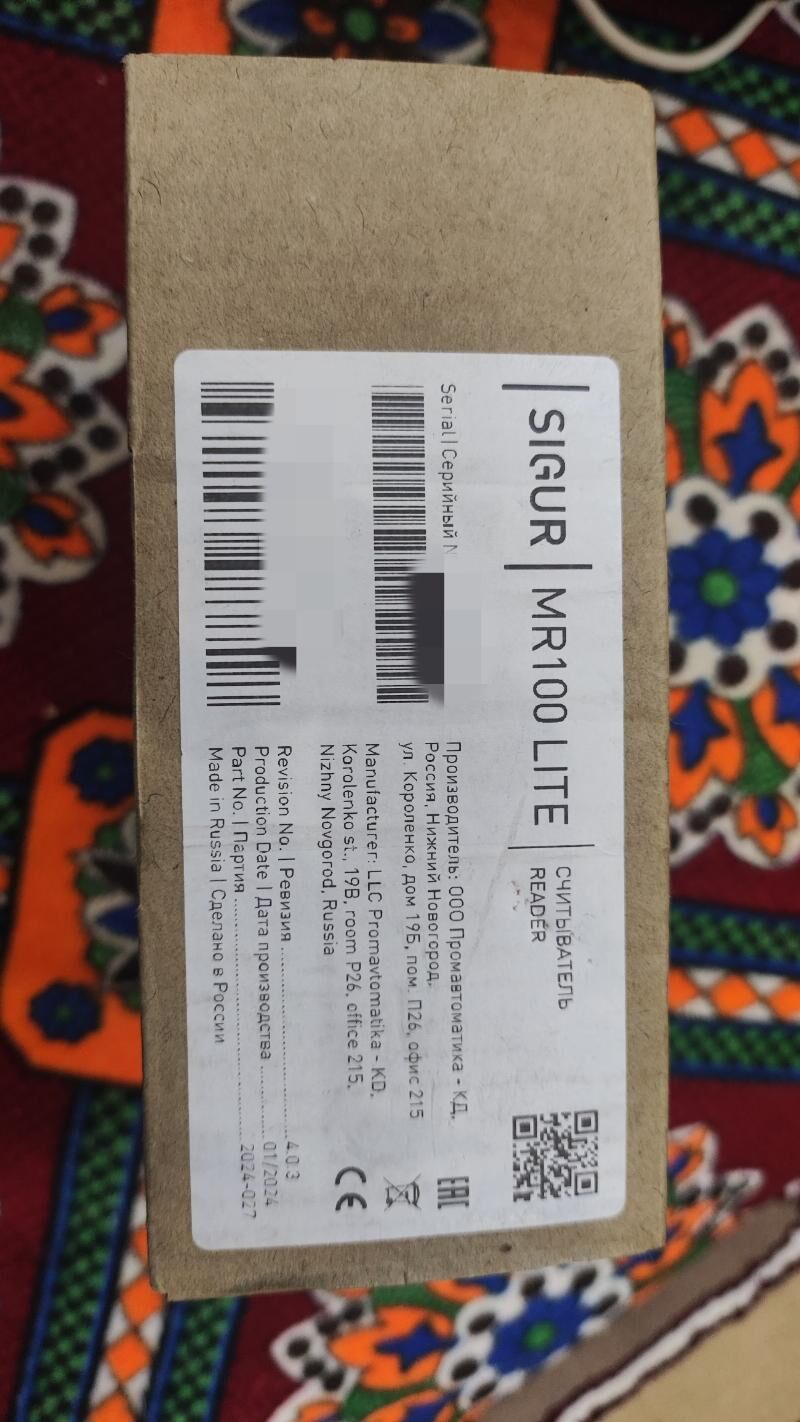 SIGUR MR100 LITE
СЧИТЫВАТЕЛЬ
READER
Serial | Серийный
Производитель: ООО Промавтоматика - КД,
Россия, Нижний Новогород,
ул. Короленко, дом 19Б, пом. П26, офис 215
Manufacturer: LLC Promavtomatika - KD,
Korolenko st., 19B, room P26, office 215,
Nizhny Novgorod, Russia
EAC
CE
Revision No. | Ревизия 4.0.3
Production Date | Дата производства 01/2024
Part No. | Партия 2024-027
Made in Russia | Сделано в России